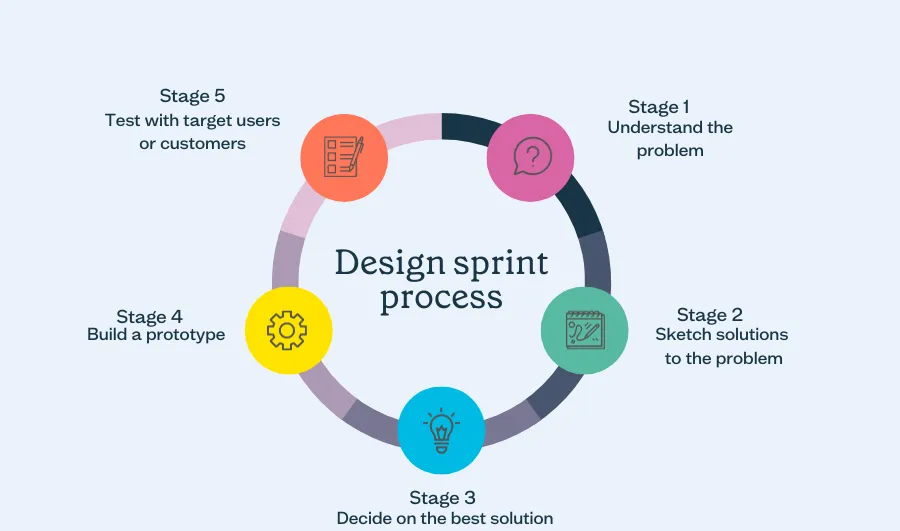 Design sprint
process
Stage 1
Understand the
problem
Stage 2
Sketch solutions
to the problem
Stage 3
Decide on the best solution
Stage 4
Build a prototype
Stage 5
Test with target users
or customers
?